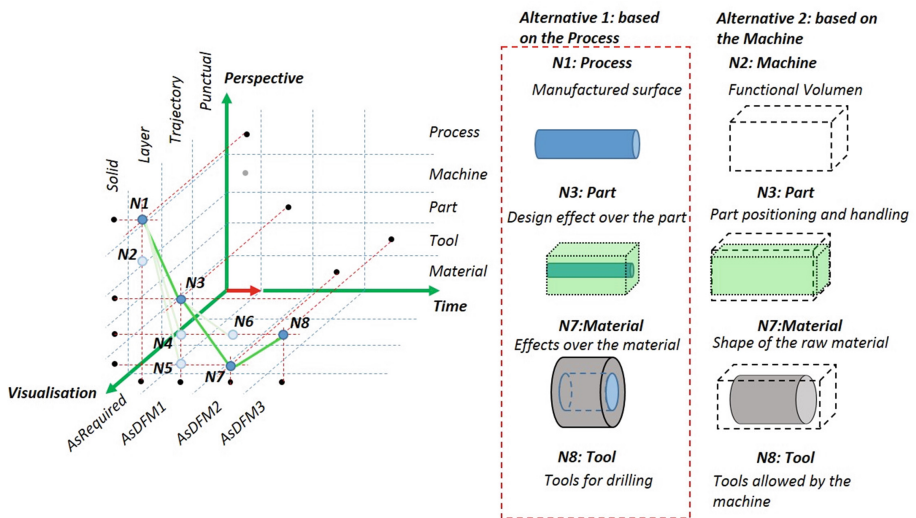 Perspective
Punctual
Trajectory
Layer
Solid
Process
Machine
Part
Tool
Material
Time
N1
N2
N3
N4
N5
N6
N7
N8
Visualisation
AsRequired
AsDFM1
AsDFM2
AsDFM3
Alternative 1: based
on the Process
N1: Process
Manufactured surface
N3: Part
Design effect over the part
N7:Material
Effects over the material
N8: Tool
Tools for drilling
Alternative 2: based on
the Machine
N2: Machine
Functional Volumen
N3: Part
Part positioning and handling
N7:Material
Shape of the raw material
N8: Tool
Tools allowed by the
machine